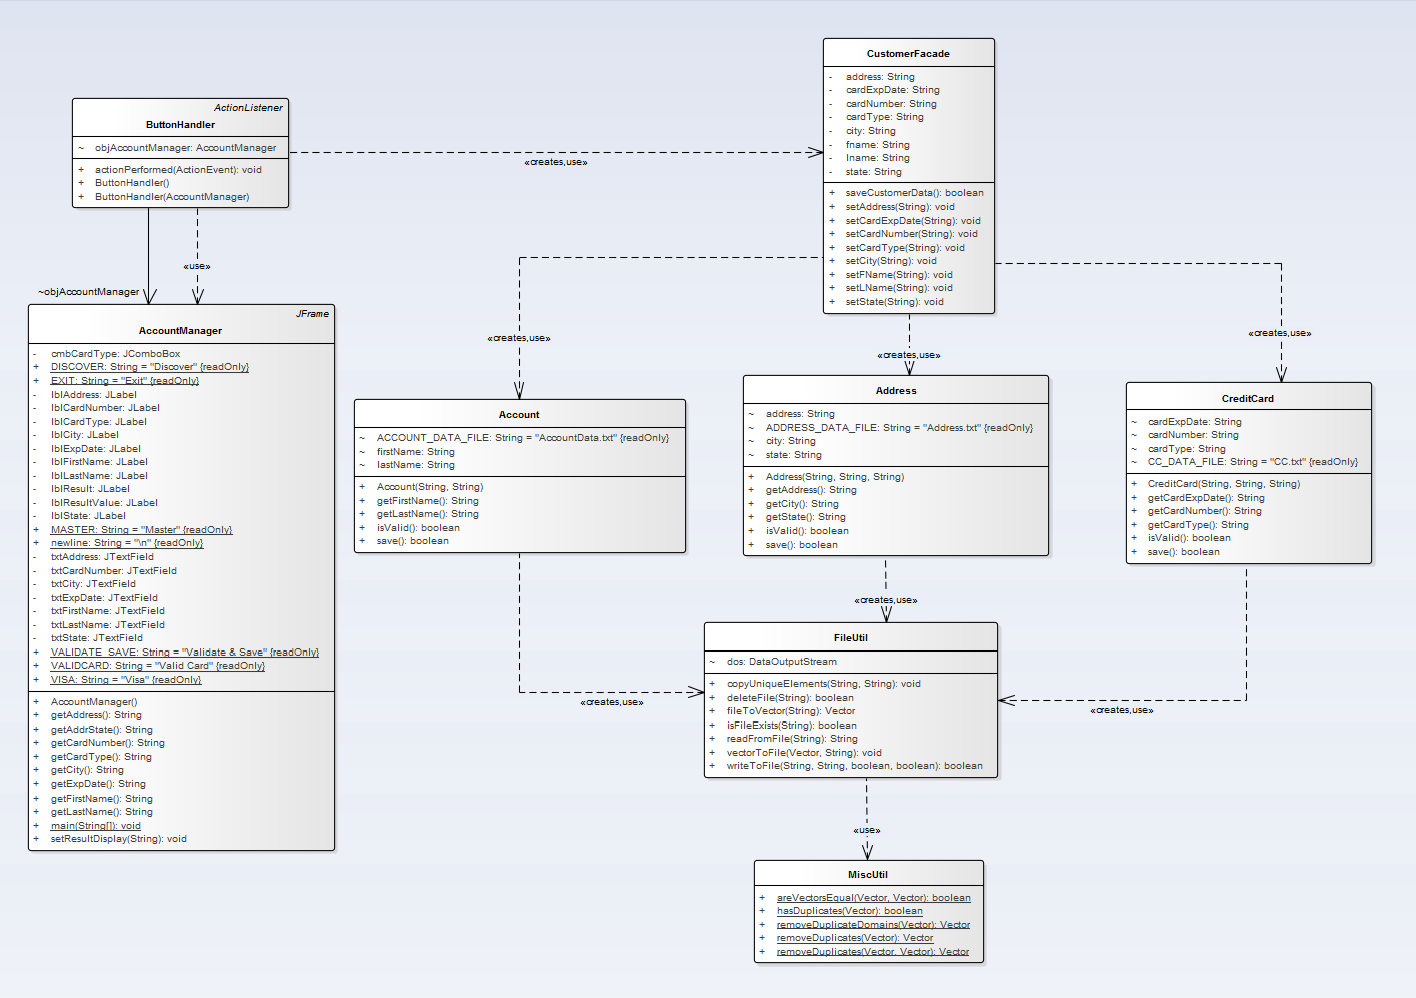 CustomerFacade
- address: String
- cardExpDate: String
- cardNumber: String
- cardType: String
- city: String
- fname: String
- lname: String
- state: String
+ saveCustomerData(): boolean
+ setAddress(String): void
+ setCardExpDate(String): void
+ setCardNumber(String): void
+ setCardType(String): void
+ setCity(String): void
+ setFName(String): void
+ setLName(String): void
+ setState(String): void
ActionListener
ButtonHandler
~ objAccountManager: AccountManager
+ actionPerformed(ActionEvent): void
+ ButtonHandler()
+ ButtonHandler(AccountManager)
«creates,use»
«use»
~objAccountManager
JFrame
AccountManager
- cmbCardType: JComboBox
+ DISCOVER: String = "Discover" {readOnly}
+ EXIT: String = "Exit" {readOnly}
- lblAddress: JLabel
- lblCardNumber: JLabel
- lblCardType: JLabel
- lblCity: JLabel
- lblExpDate: JLabel
- lblFirstName: JLabel
- lblLastName: JLabel
- lblResult: JLabel
- lblResultValue: JLabel
- lblState: JLabel
+ MASTER: String = "Master" {readOnly}
+ newline: String = "\n" {readOnly}
- txtAddress: JTextField
- txtCardNumber: JTextField
- txtCity: JTextField
- txtExpDate: JTextField
- txtFirstName: JTextField
- txtLastName: JTextField
- txtState: JTextField
+ VALIDATE_SAVE: String = "Validate & Save" {readOnly}
+ VALIDCARD: String = "Valid Card" {readOnly}
+ VISA: String = "Visa" {readOnly}
+ AccountManager()
+ getAddress(): String
+ getAddrState(): String
+ getCardNumber(): String
+ getCardType(): String
+ getCity(): String
+ getExpDate(): String
+ getFirstName(): String
+ getLastName(): String
+ main(String[]): void
+ setResultDisplay(String): void
«creates,use»
«creates,use»
«creates,use»
Account
~ ACCOUNT_DATA_FILE: String = "AccountData.txt" {readOnly}
~ firstName: String
~ lastName: String
+ Account(String, String)
+ getFirstName(): String
+ getLastName(): String
+ isValid(): boolean
+ save(): boolean
Address
~ address: String
~ ADDRESS_DATA_FILE: String = "Address.txt" {readOnly}
~ city: String
~ state: String
+ Address(String, String, String)
+ getAddress(): String
+ getCity(): String
+ getState(): String
+ isValid(): boolean
+ save(): boolean
CreditCard
~ cardExpDate: String
~ cardNumber: String
~ cardType: String
~ CC_DATA_FILE: String = "CC.txt" {readOnly}
+ CreditCard(String, String, String)
+ getCardExpDate(): String
+ getCardNumber(): String
+ getCardType(): String
+ isValid(): boolean
+ save(): boolean
«creates,use»
«creates,use»
«creates,use»
FileUtil
~ dos: DataOutputStream
+ copyUniqueElements(String, String): void
+ deleteFile(String): boolean
+ fileToVector(String): Vector
+ isFileExists(String): boolean
+ readFromFile(String): String
+ vectorToFile(Vector, String): void
+ writeToFile(String, String, boolean, boolean): boolean
«use»
MiscUtil
+ areVectorsEqual(Vector, Vector): boolean
+ hasDuplicates(Vector): boolean
+ removeDuplicateDomains(Vector): Vector
+ removeDuplicates(Vector): Vector
+ removeDuplicates(Vector, Vector): Vector